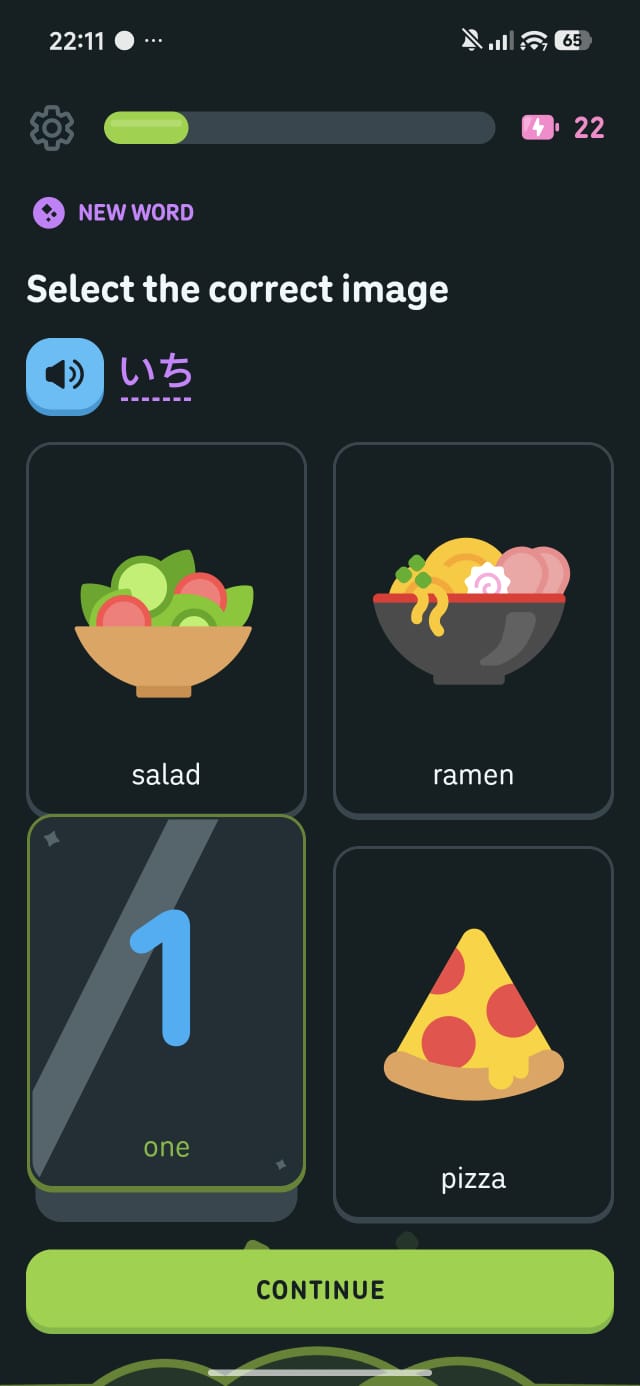 22:11
65
22
NEW WORD
Select the correct image
いち
salad
ramen
1
one
pizza
CONTINUE